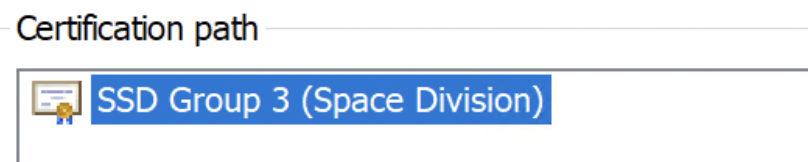 Certification path
SSD Group 3 (Space Division)